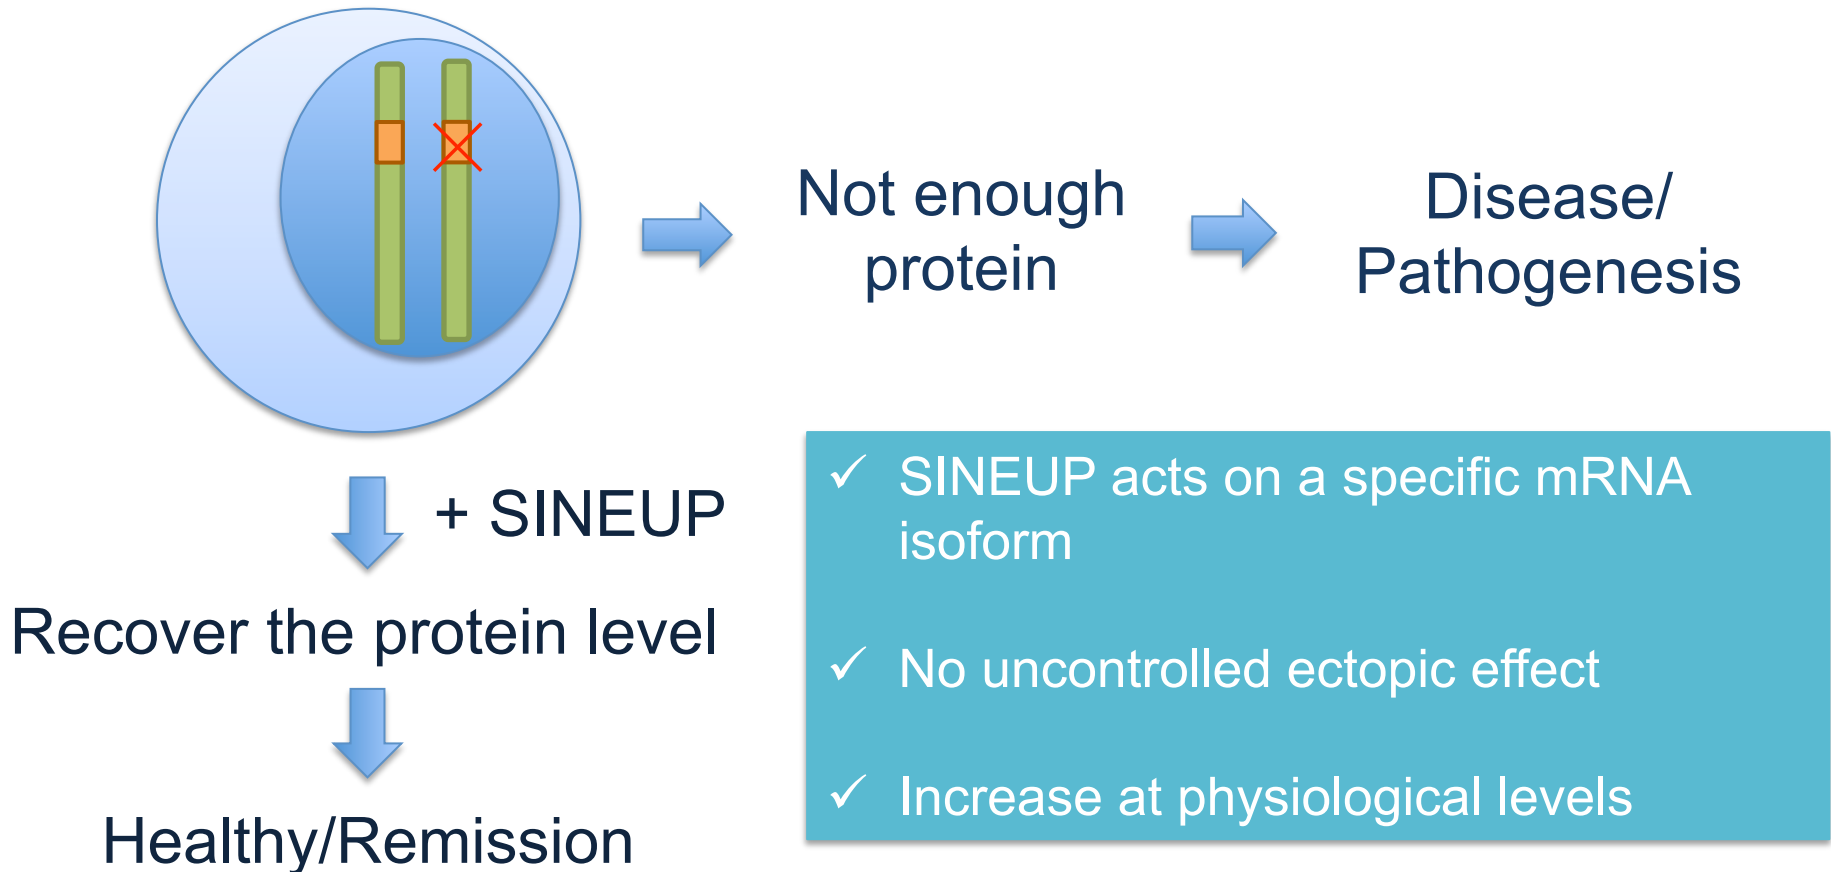 Not enough
protein
Disease/
Pathogenesis
+ SINEUP
Recover the protein level
Healthy/Remission
✓ SINEUP acts on a specific mRNA
isoform
✓ No uncontrolled ectopic effect
✓ Increase at physiological levels